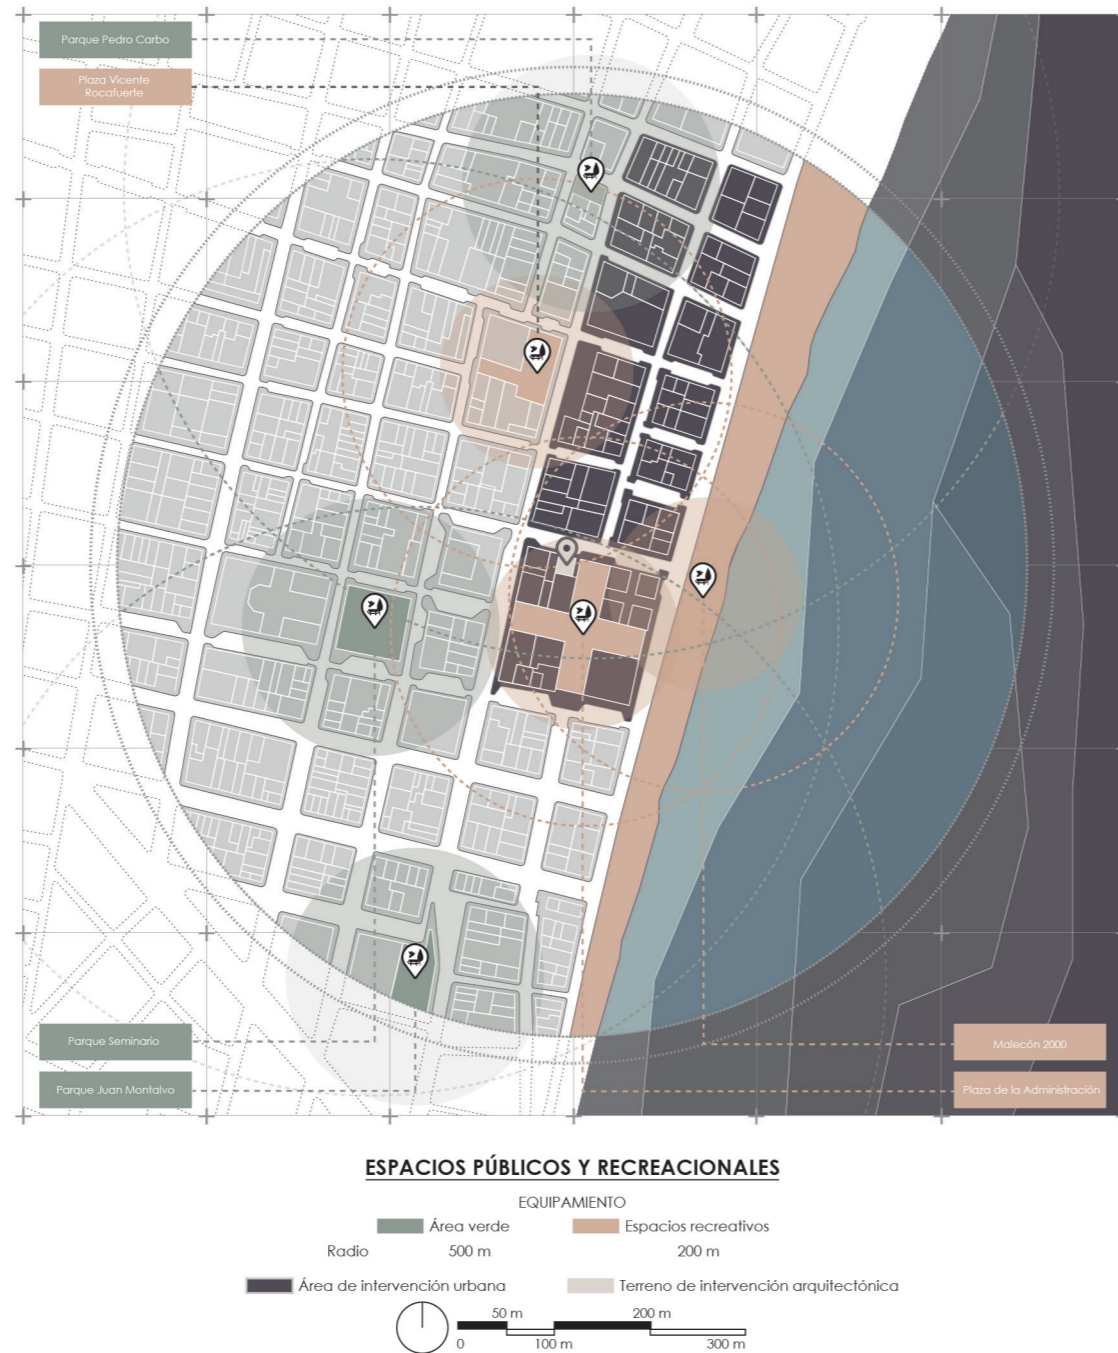 Parque Pedro Carbo
Plaza Vicente
Rocafuerte
Parque Seminario
Parque Juan Montalvo
Malecón 2000
Plaza de la Administración
ESPACIOS PÚBLICOS Y RECREACIONALES
EQUIPAMIENTO
Área verde
Espacios recreativos
Radio 500 m 200 m
Área de intervención urbana
Terreno de intervención arquitectónica
50 m 200 m
0 100 m 300 m